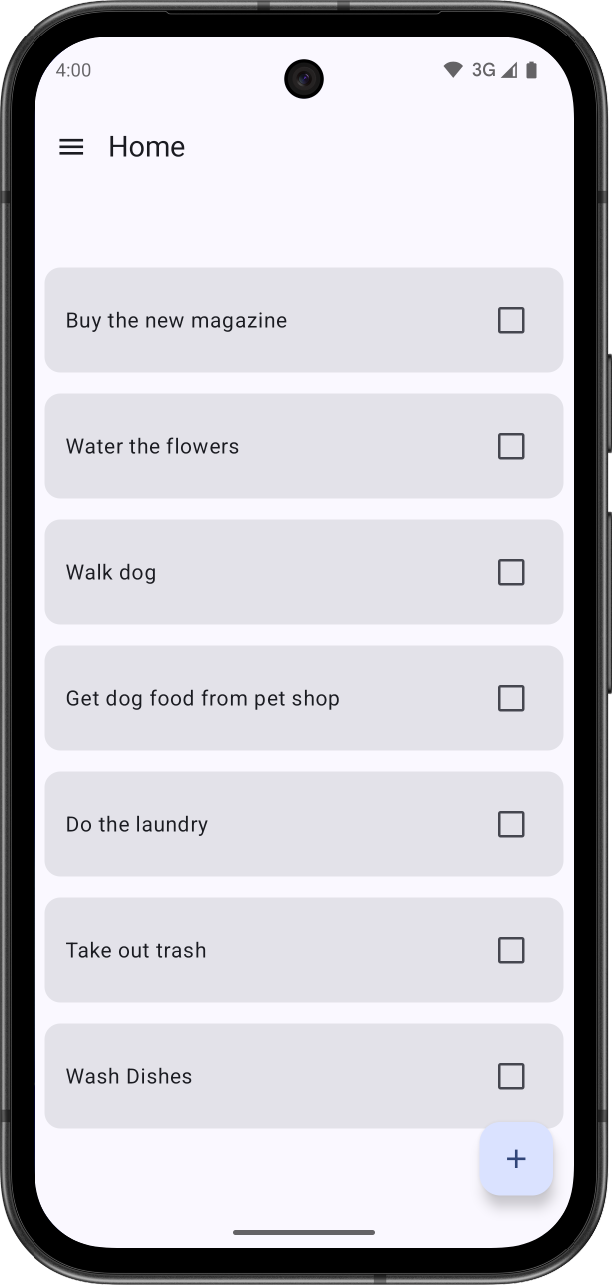 4:00
3G
Home
Buy the new magazine
Water the flowers
Walk dog
Get dog food from pet shop
Do the laundry
Take out trash
Wash Dishes
+